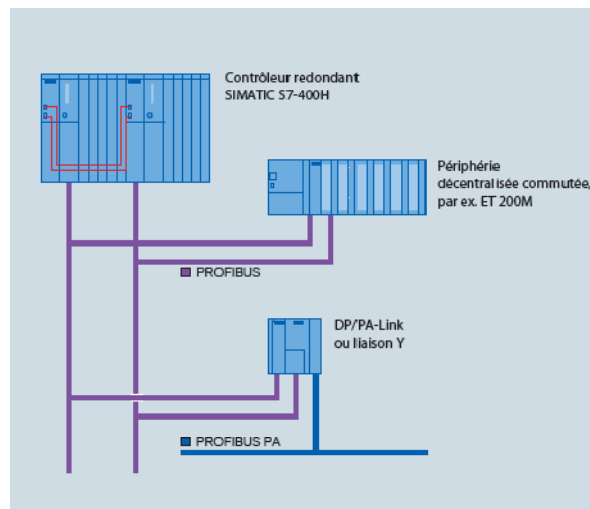 Contrôleur redondant
SIMATIC S7-400H
Périphérie
décentralisée commutée,
par ex. ET 200M
PROFIBUS
DP/PA-Link
ou liaison Y
PROFIBUS PA